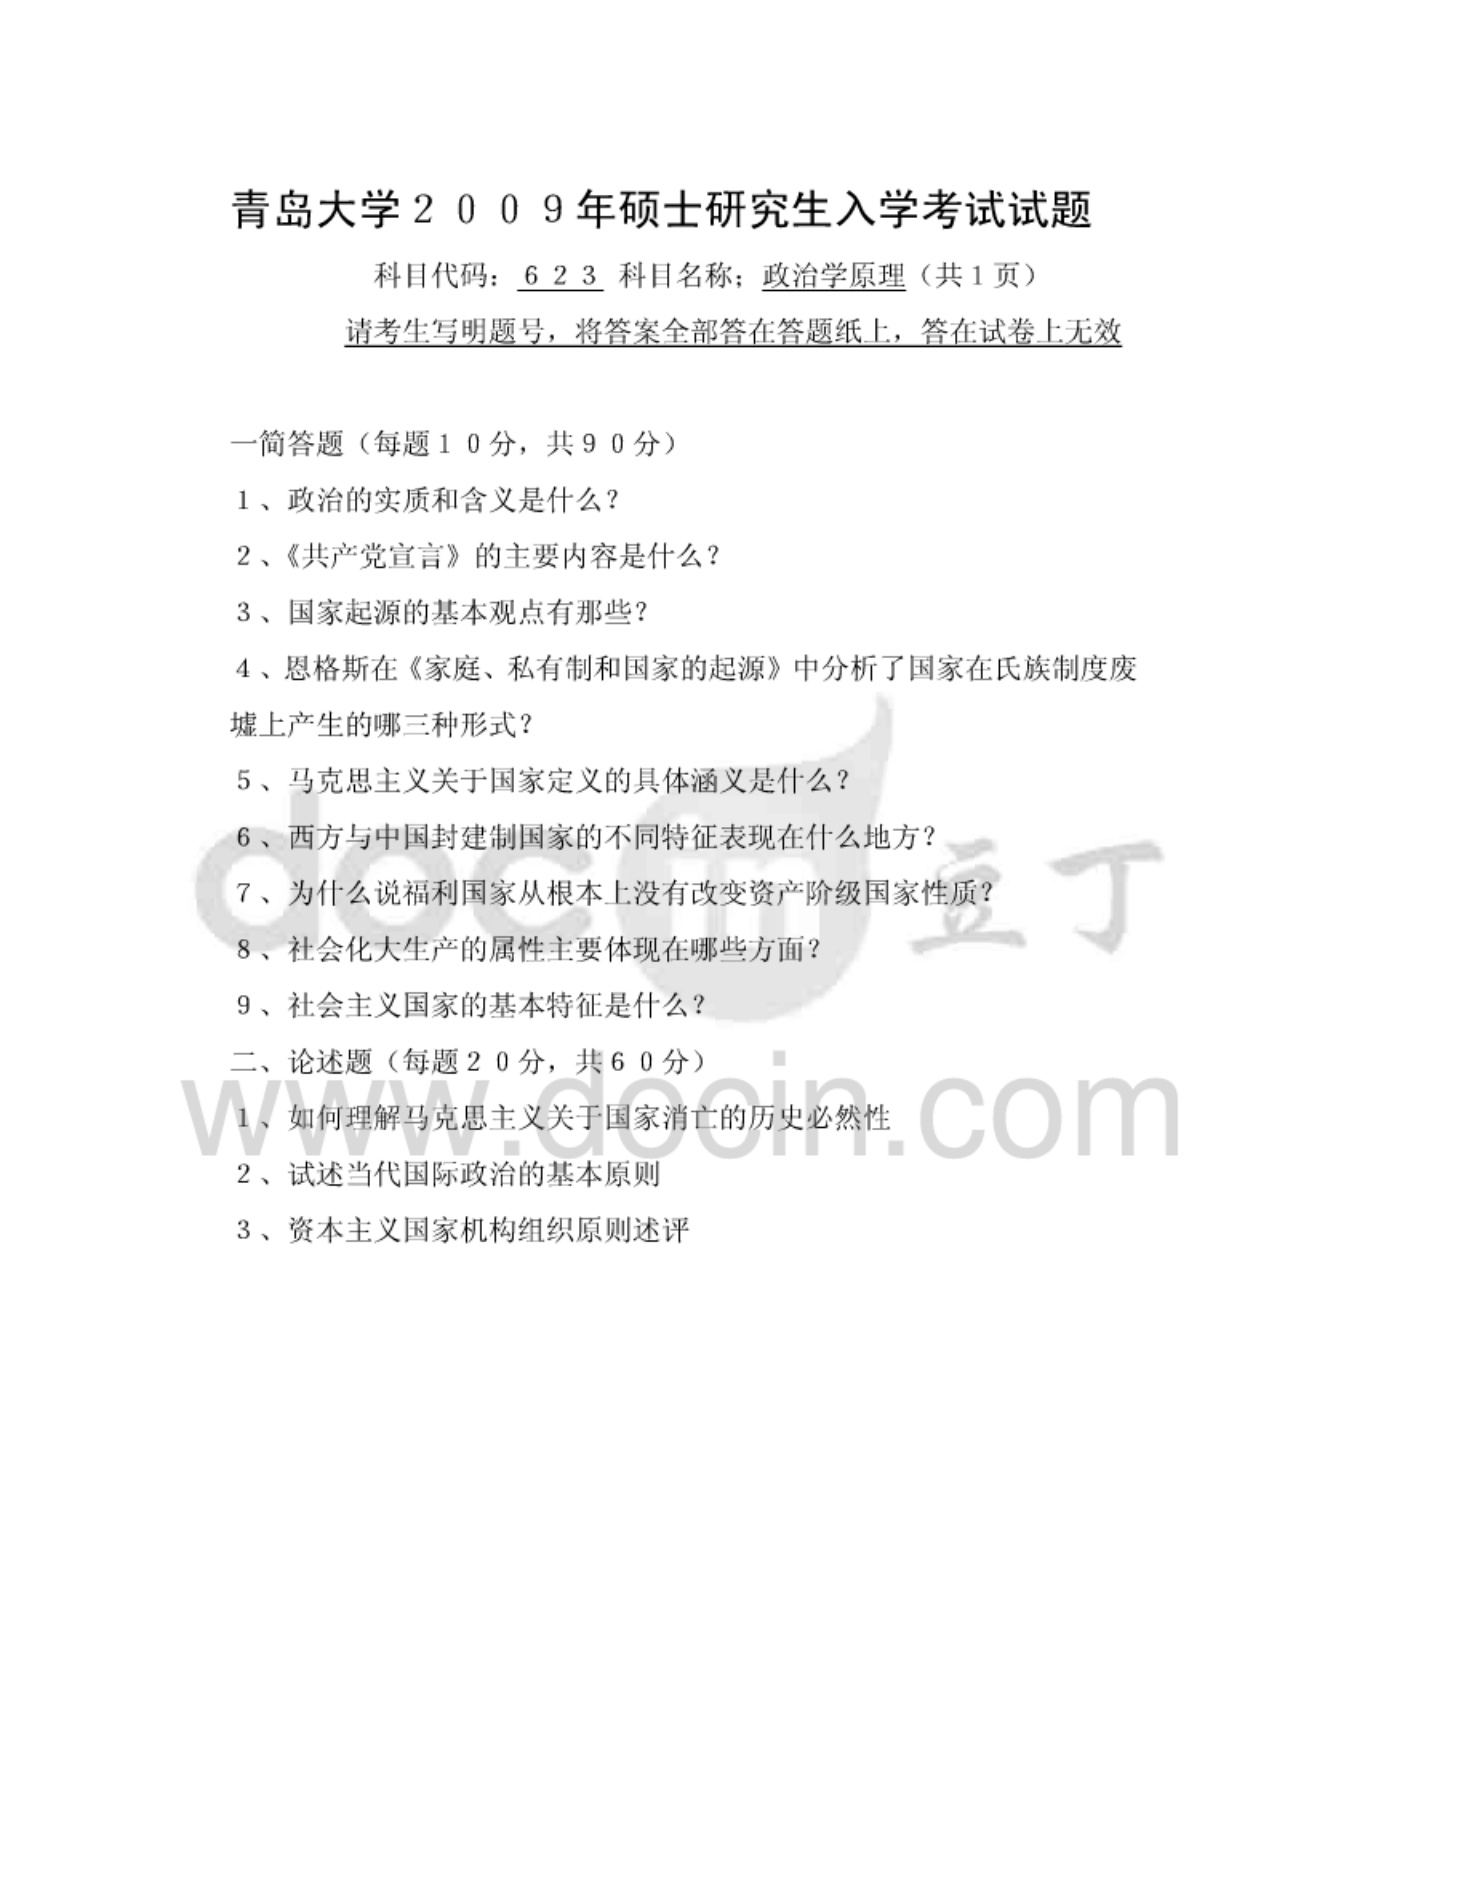 青岛大学２００９年硕士研究生入学考试试题
科目代码：６２３ 科目名称；政治学原理（共１页）
请考生写明题号，将答案全部答在答题纸上，答在试卷上无效
一简答题（每题１０分，共９０分）
１、政治的实质和含义是什么？
２、《共产党宣言》的主要内容是什么？
３、国家起源的基本观点有那些？
４、恩格斯在《家庭、私有制和国家的起源》中分析了国家在氏族制度废
墟上产生的哪三种形式？
５、马克思主义关于国家定义的具体涵义是什么？
６、西方与中国封建制国家的不同特征表现在什么地方？
７、为什么说福利国家从根本上没有改变资产阶级国家性质？
８、社会化大生产的属性主要体现在哪些方面？
９、社会主义国家的基本特征是什么？
二、论述题（每题２０分，共６０分）
１、如何理解马克思主义关于国家消亡的历史必然性
２、试述当代国际政治的基本原则
３、资本主义国家机构组织原则述评
docin 豆丁
www.docin.com